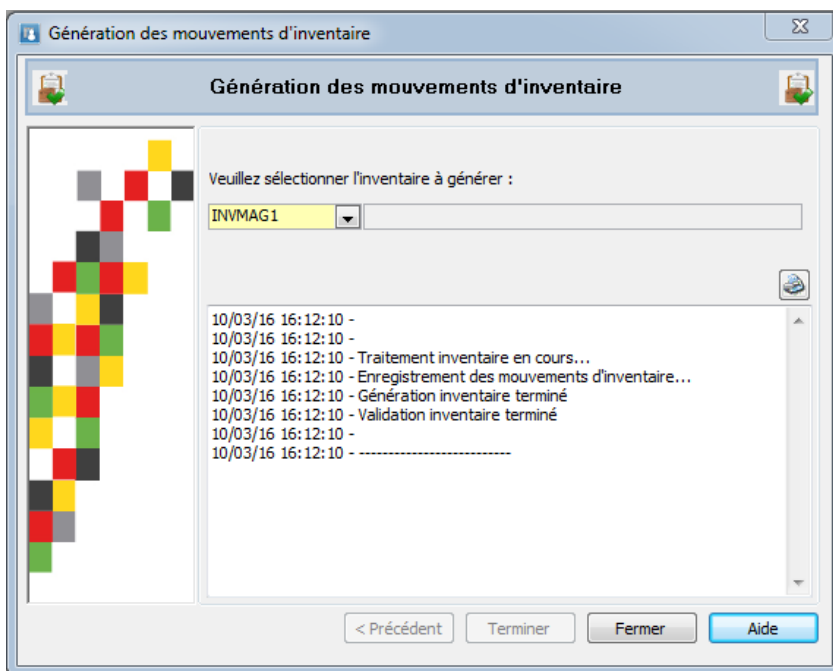 Génération des mouvements d'inventaire
Génération des mouvements d'inventaire
Veuillez sélectionner l'inventaire à générer :
INVMAG1
10/03/16 16:12:10 -
10/03/16 16:12:10 -
10/03/16 16:12:10 - Traitement inventaire en cours...
10/03/16 16:12:10 - Enregistrement des mouvements d'inventaire...
10/03/16 16:12:10 - Génération inventaire terminé
10/03/16 16:12:10 - Validation inventaire terminé
10/03/16 16:12:10 -
10/03/16 16:12:10 - --------------------------
< Précédent Terminer Fermer Aide